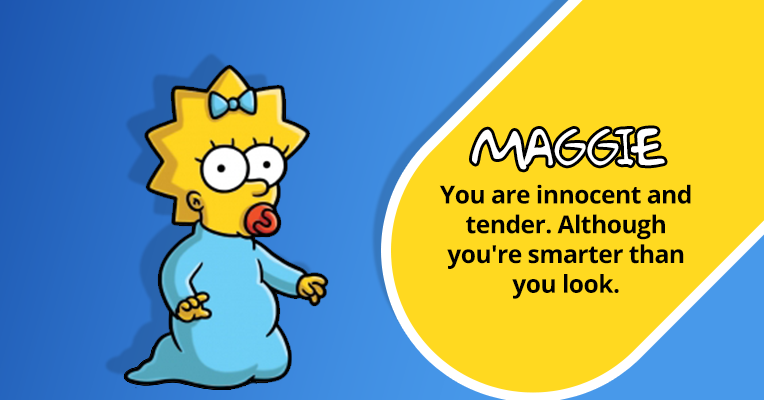 MAGGIE
You are innocent and
tender. Although
you're smarter than
you look.